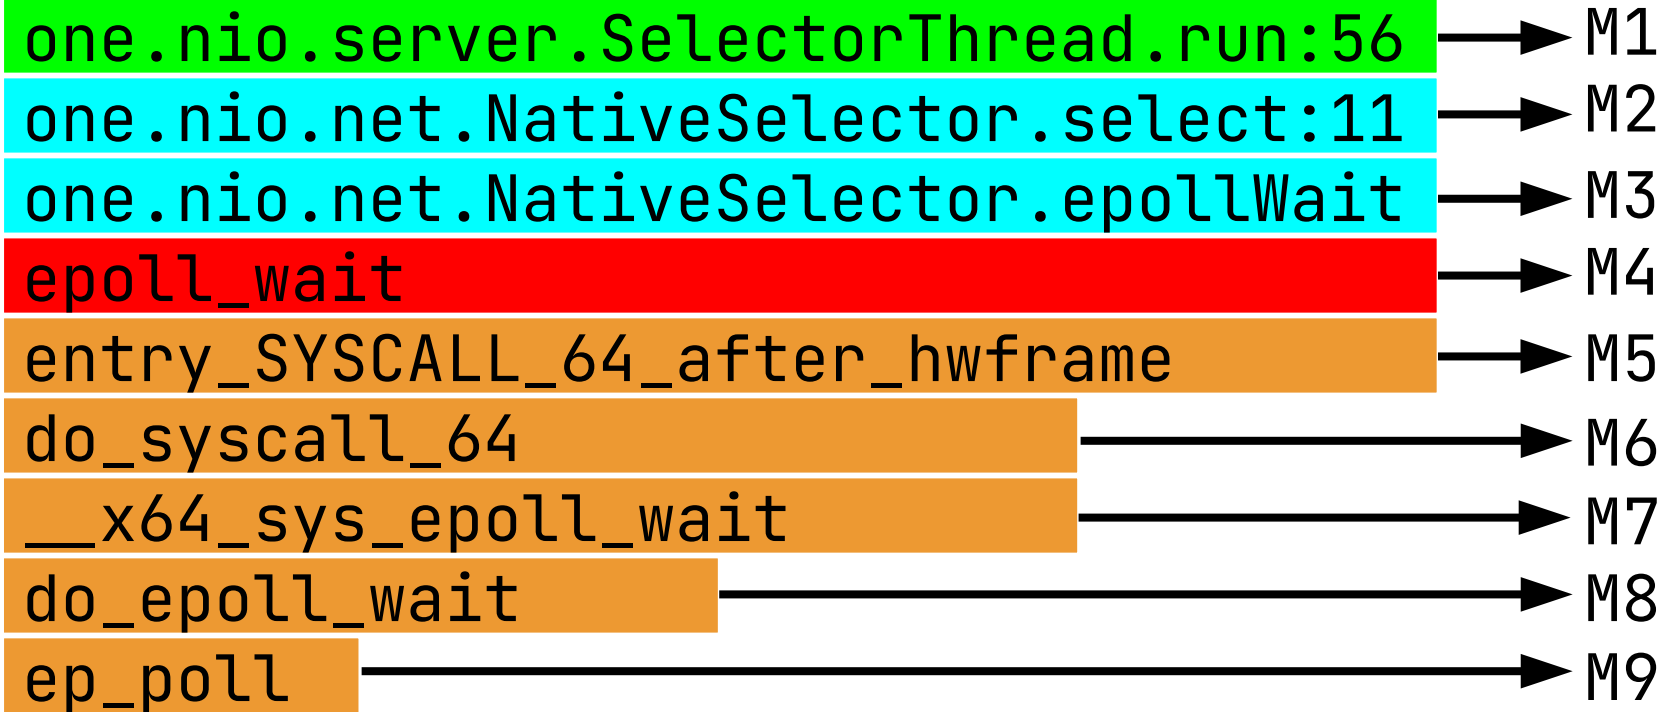 one.nio.server.SelectorThread.run:56 M1
one.nio.net.NativeSelector.select:11 M2
one.nio.net.NativeSelector.epollWait M3
epoll_wait M4
entry_SYSCALL_64_after_hwframe M5
do_syscall_64 M6
__x64_sys_epoll_wait M7
do_epoll_wait M8
ep_poll M9